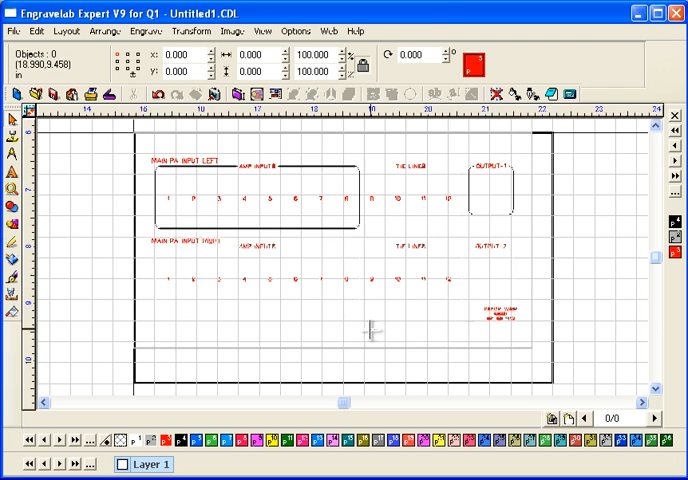 Engravelab Expert V9 for Q1 - Untitled1.CDL
File Edit Layout Arrange Engrave Transform Image View Options Web Help
Objects : 0
(18.990,9.458)
in
x: 0.000 0.000 100.000 % 0.000 °
y: 0.000 0.000 100.000 %
14 15 16 17 18 19 20 21 22 23 24
MAIN PA INPUT LEFT
AMP INPUTS TIE LINES OUTPUT-1
1 2 3 4 5 6 7 8 9 10 11 12
MAIN PA INPUT RIGHT
AMP INPUTS TIE LINES OUTPUT-2
1 2 3 4 5 6 7 8 9 10 11 12
0/0
Layer 1